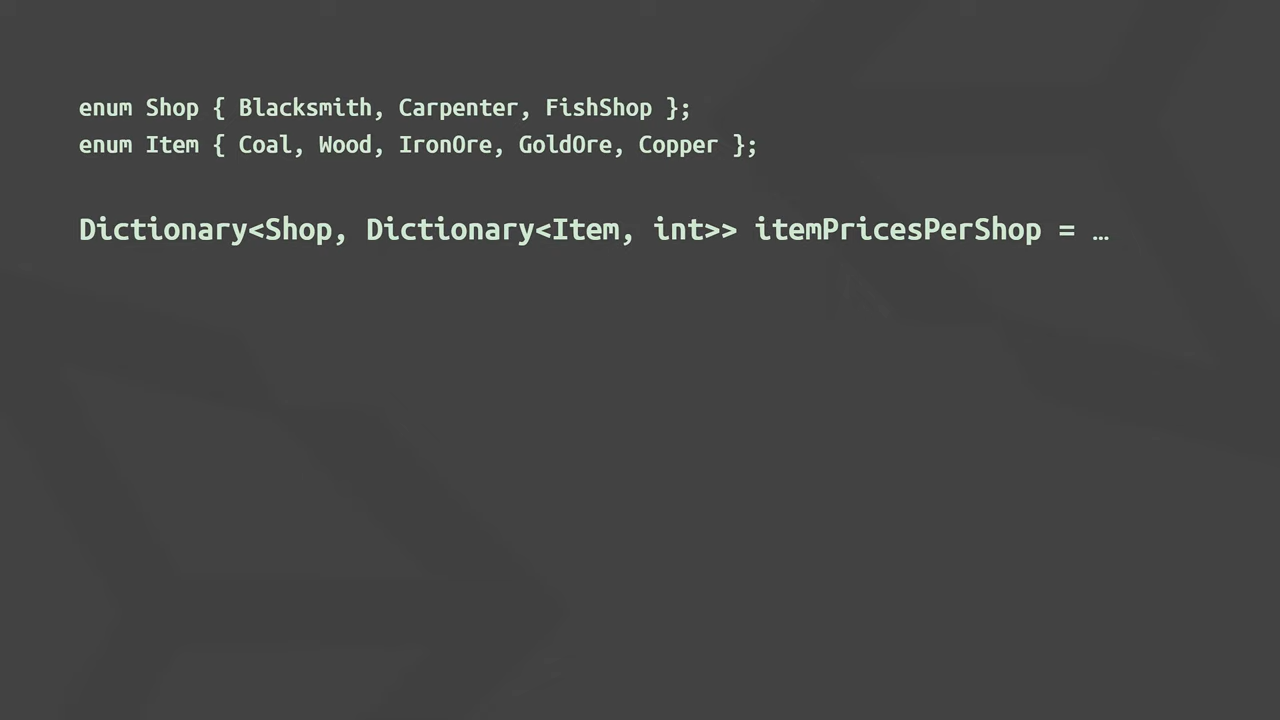 enum Shop { Blacksmith, Carpenter, FishShop };
enum Item { Coal, Wood, IronOre, GoldOre, Copper };
Dictionary<Shop, Dictionary<Item, int>> itemPricesPerShop = …